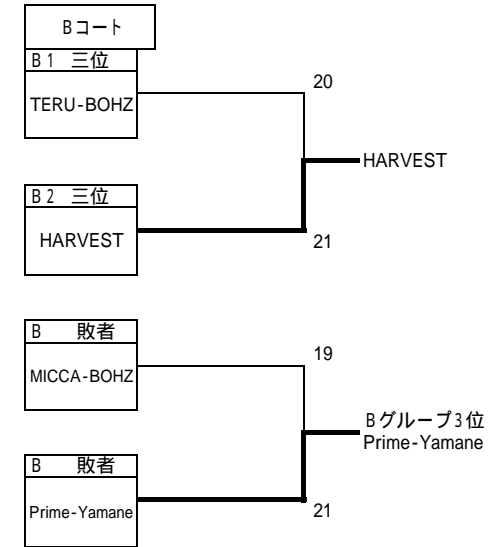 Bコート
B1 三位
TERU-BOHZ
20
HARVEST
B2 三位
HARVEST
21
B 敗者
MICCA-BOHZ
19
Bグループ3位
Prime-Yamane
B 敗者
Prime-Yamane
21